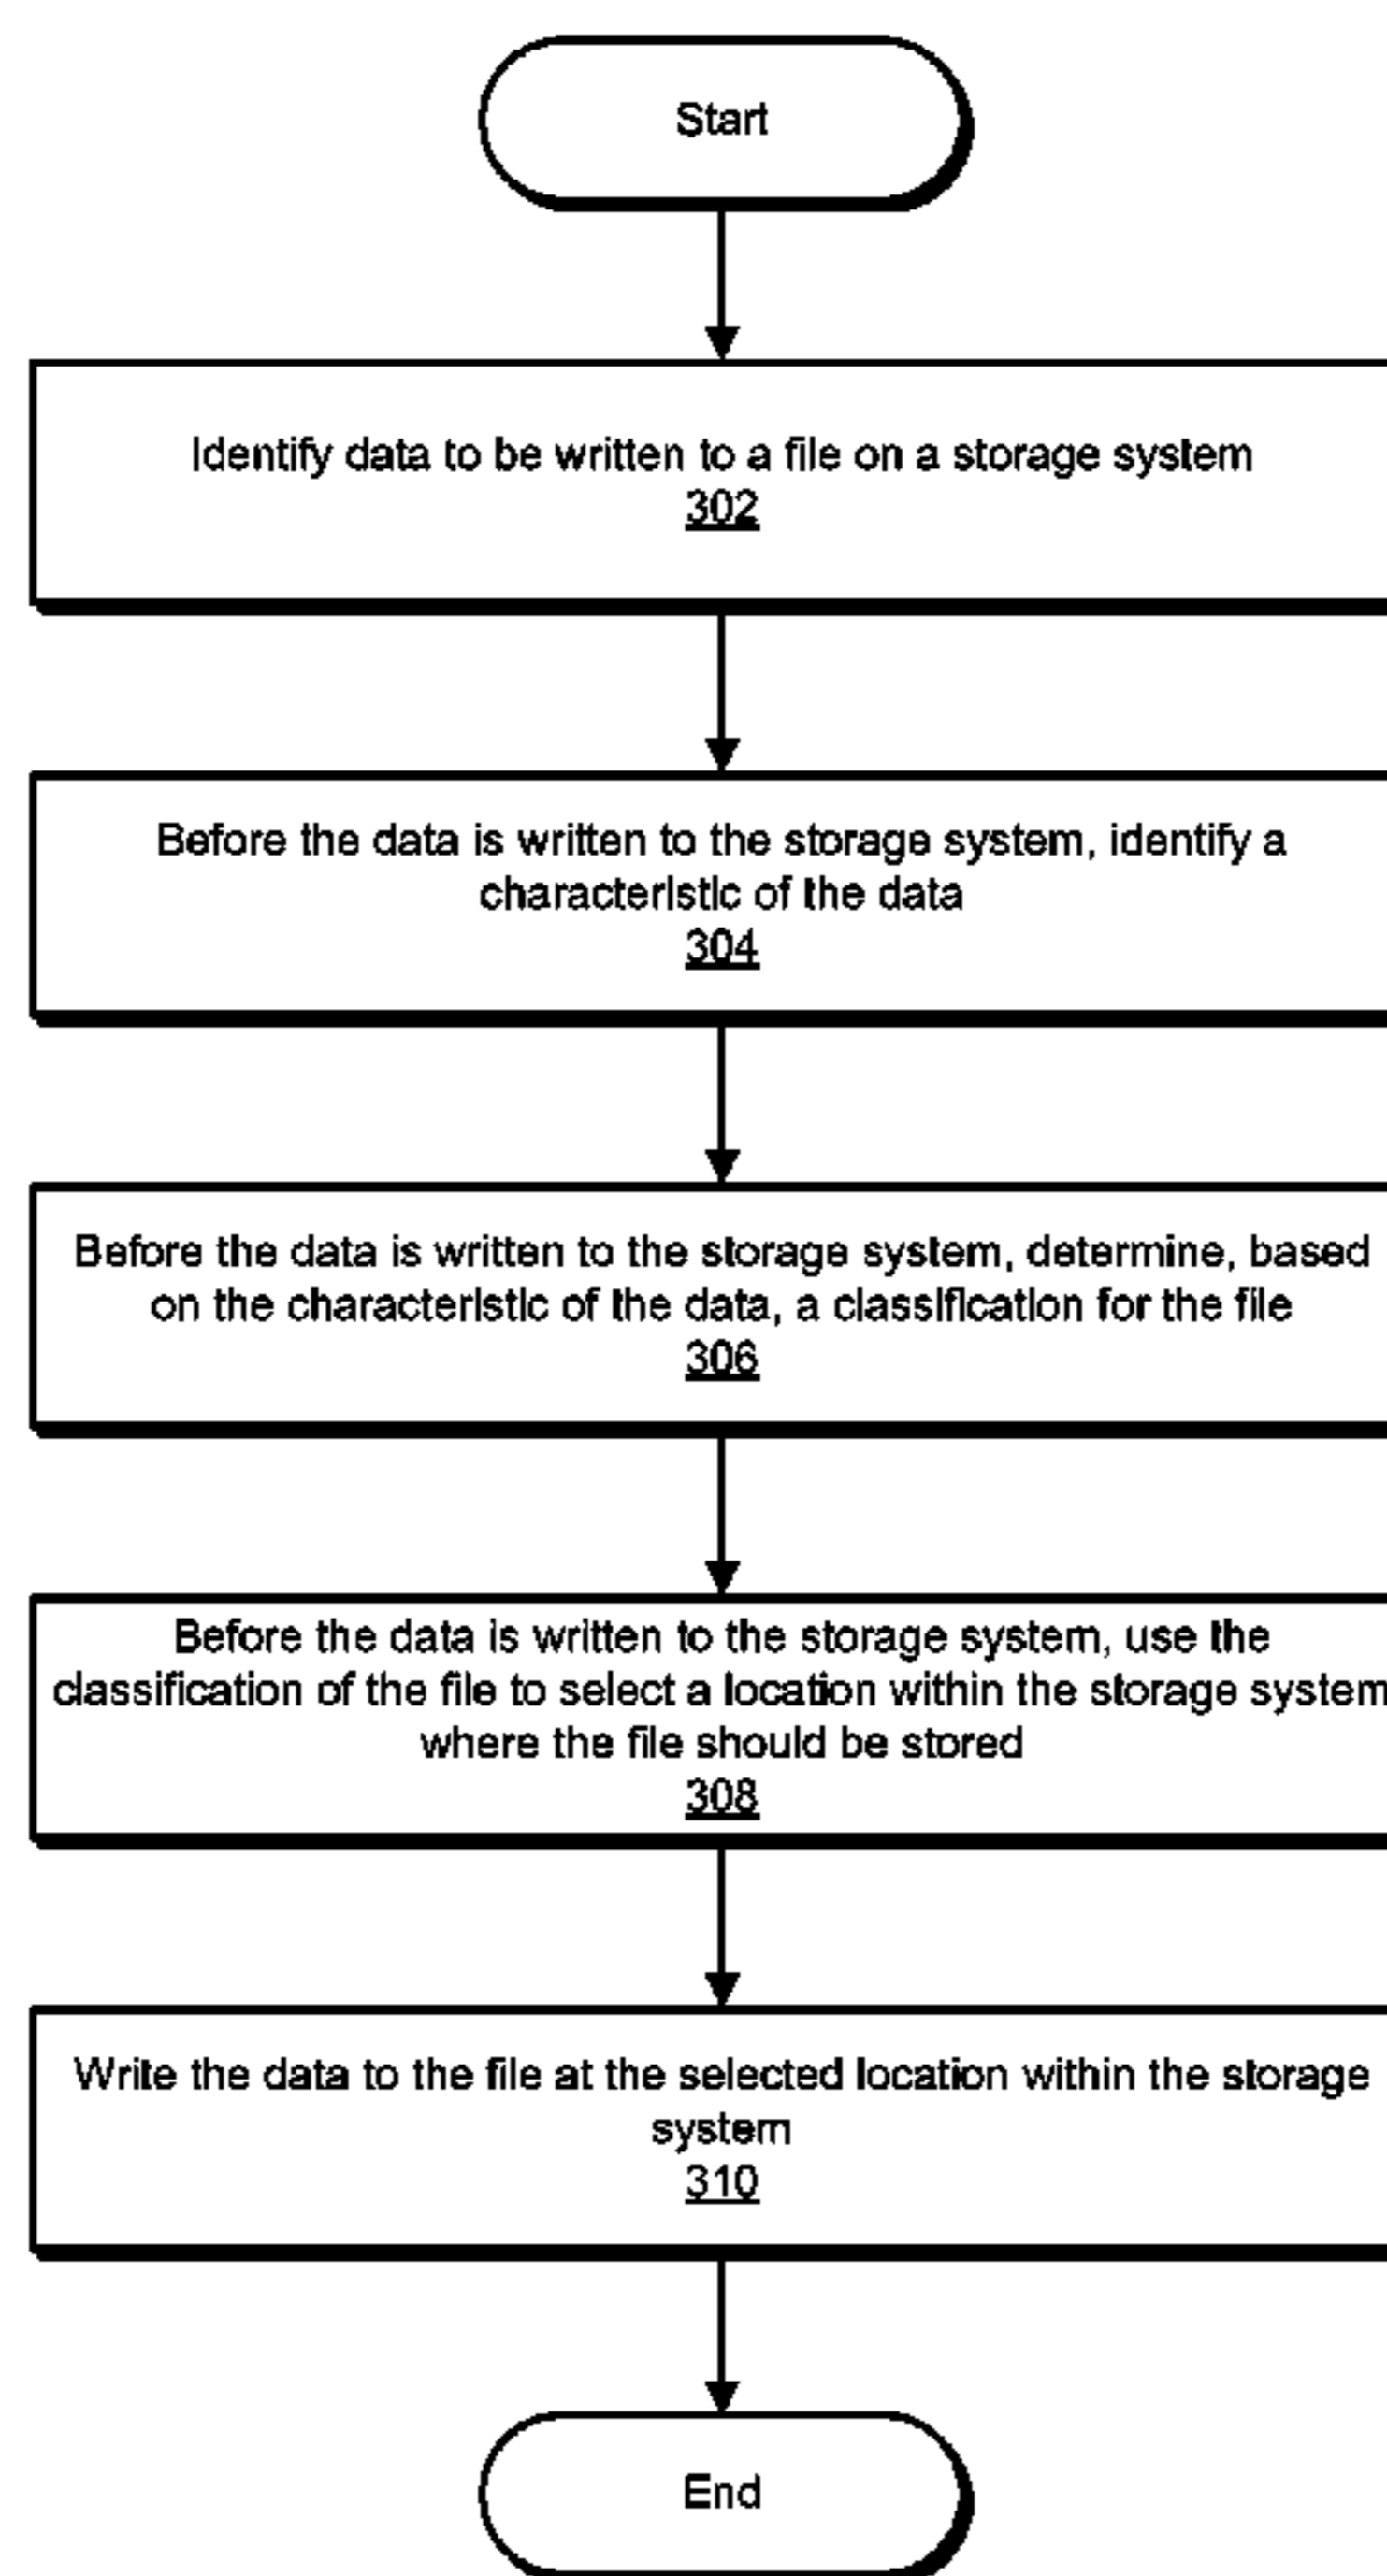 Start
Identify data to be written to a file on a storage system
302
Before the data is written to the storage system, identify a
characteristic of the data
304
Before the data is written to the storage system, determine, based
on the characteristic of the data, a classification for the file
306
Before the data is written to the storage system, use the
classification of the file to select a location within the storage system
where the file should be stored
308
Write the data to the file at the selected location within the storage
system
310
End